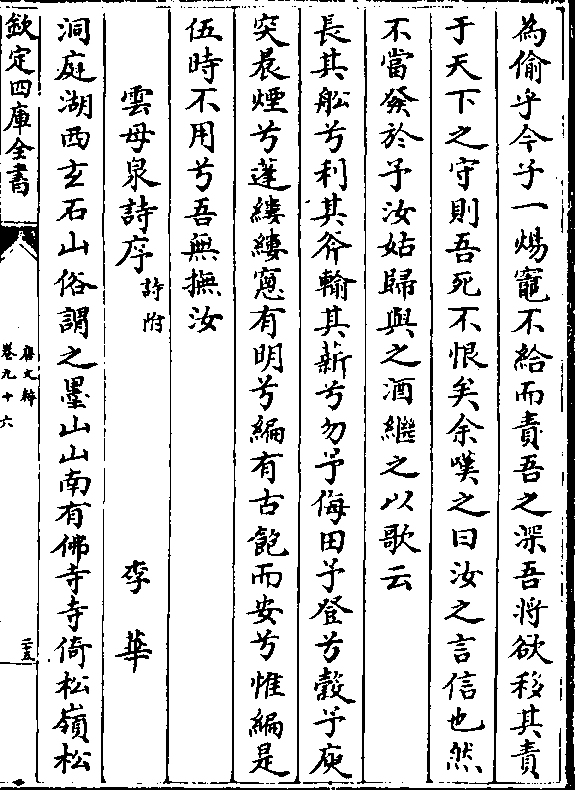 為偷乎今予一煬竈不給而責吾之深吾将欲移其責
于天下之守則吾死不恨矣余嘆之曰汝之言信也然
不當發於予汝姑歸與之酒繼之以歌云
長其舩兮利其斧輸其薪兮勿予侮田予登兮穀予庾
突晨煙兮蓬縷縷窻有明兮編有古飽而安兮惟編是
伍時不用兮吾無撫汝
雲母泉詩序 詩附 李華
洞庭湖西玄石山俗謂之墨山山南有佛寺寺倚松嶺松
欽定四庫全書
唐文粹
卷九十六
二五